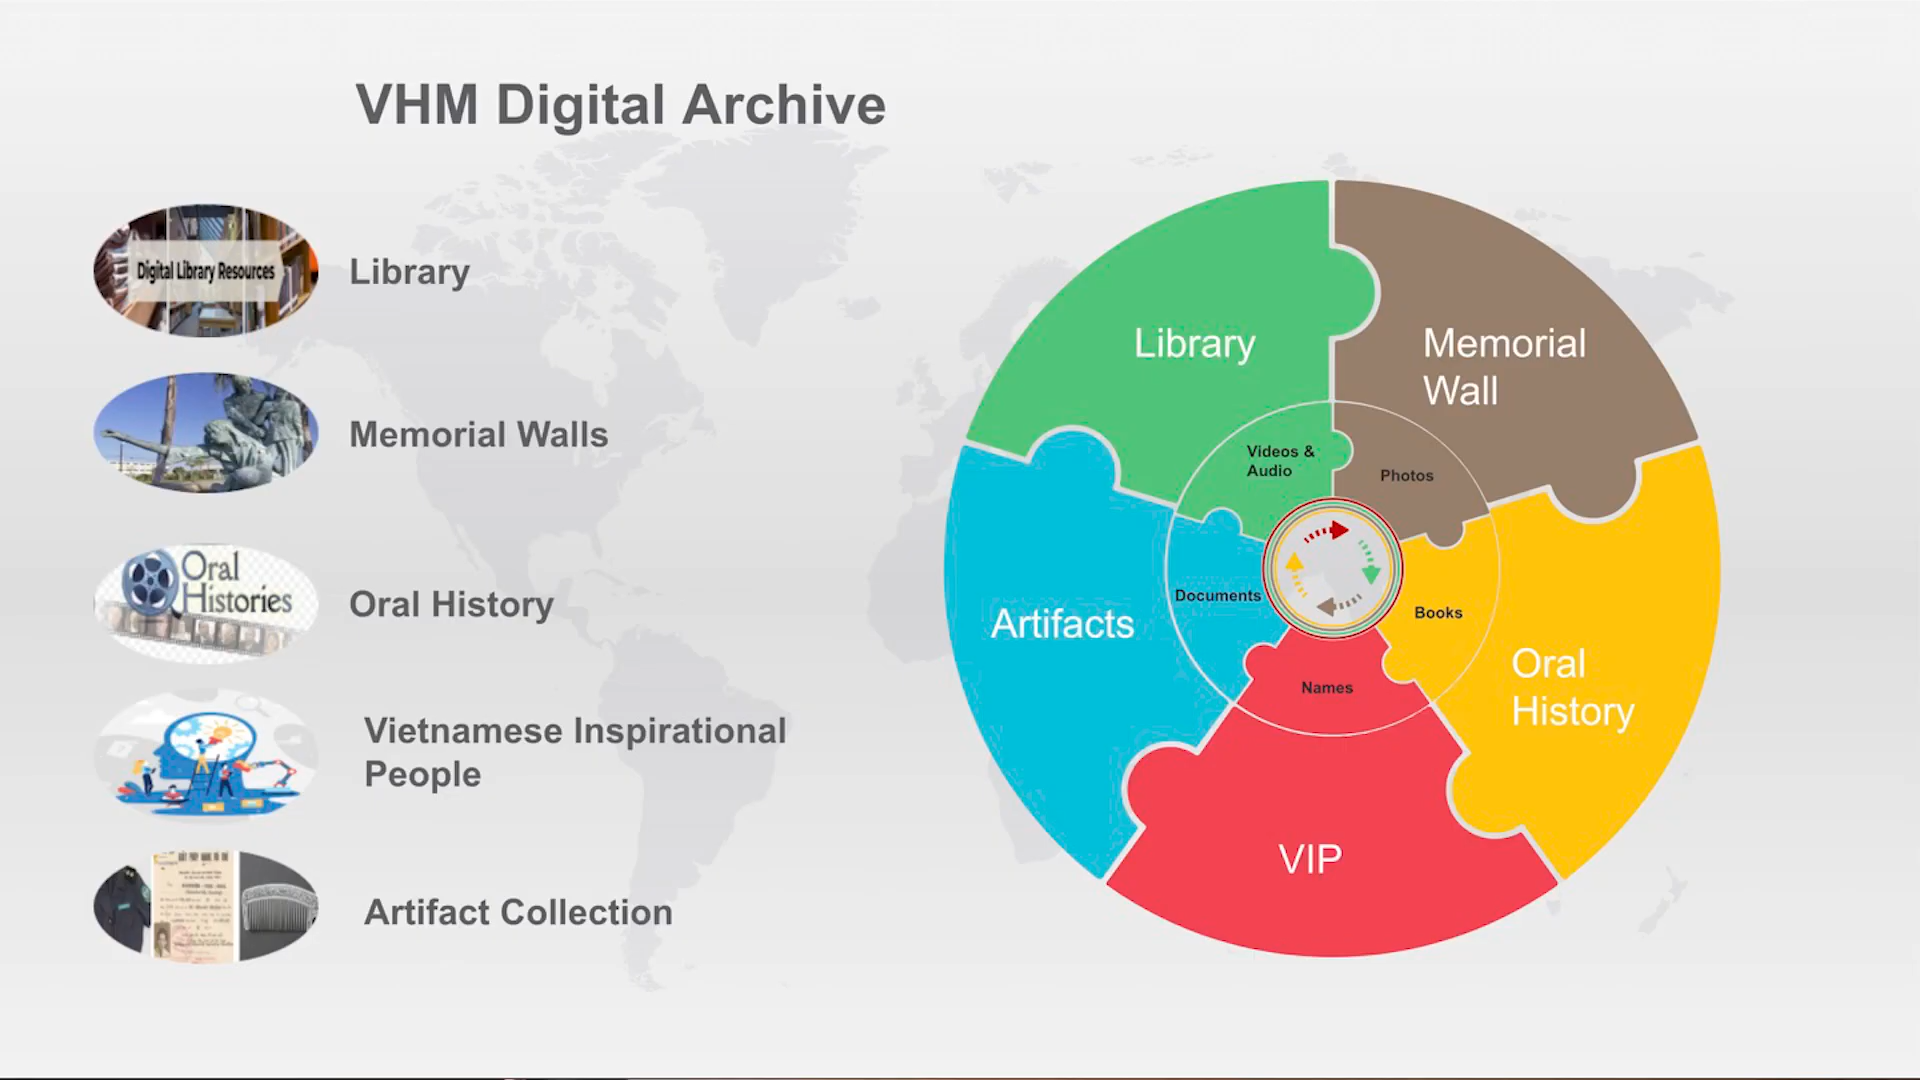 VHM Digital Archive
Digital Library Resources
Library
Memorial Walls
Oral
Histories
Oral History
Vietnamese Inspirational
People
Artifact Collection
Library
Memorial
Wall
Videos &
Audio
Photos
Documents
Books
Artifacts
Names
Oral
History
VIP